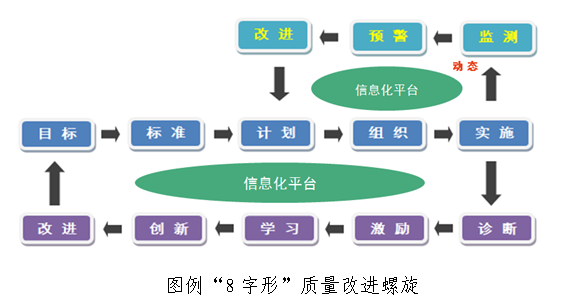 改 进 预 警 监 测
动 态
信息化平台
目 标 标 准 计 划 组 织 实 施
信息化平台
改 进 创 新 学 习 激 励 诊 断
图例“8 字形”质量改进螺旋